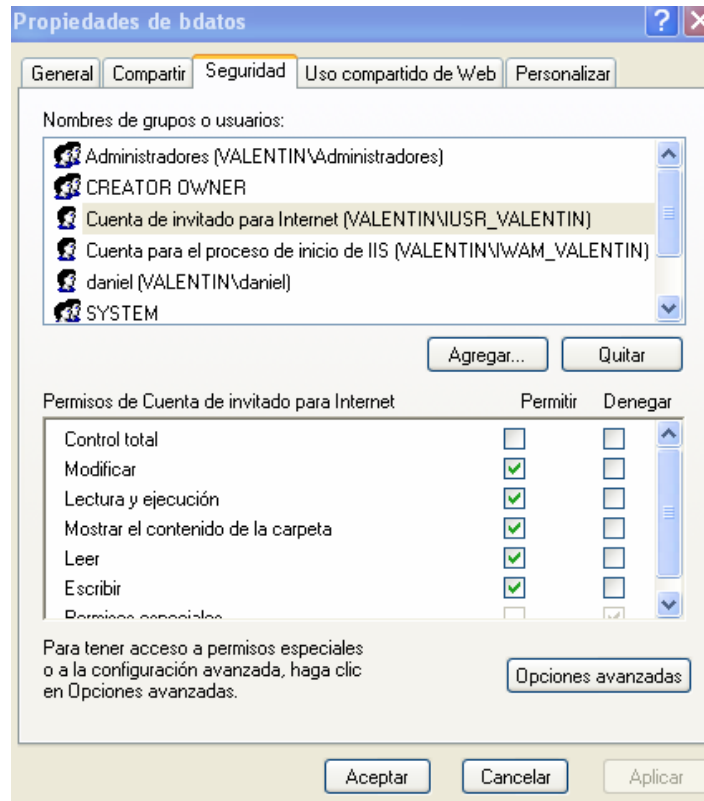 Propiedades de bdatos
General Compartir Seguridad Uso compartido de Web Personalizar
Nombres de grupos o usuarios:
Administradores (VALENTIN\Administradores)
CREATOR OWNER
Cuenta de invitado para Internet (VALENTIN\IUSR_VALENTIN)
Cuenta para el proceso de inicio de IIS (VALENTIN\IWAM_VALENTIN)
daniel (VALENTIN\daniel)
SYSTEM
Agregar... Quitar
Permisos de Cuenta de invitado para Internet Permitir Denegar
Control total
Modificar
Lectura y ejecución
Mostrar el contenido de la carpeta
Leer
Escribir
Permisos especiales
Para tener acceso a permisos especiales
o a la configuración avanzada, haga clic
en Opciones avanzadas.
Opciones avanzadas
Aceptar Cancelar Aplicar